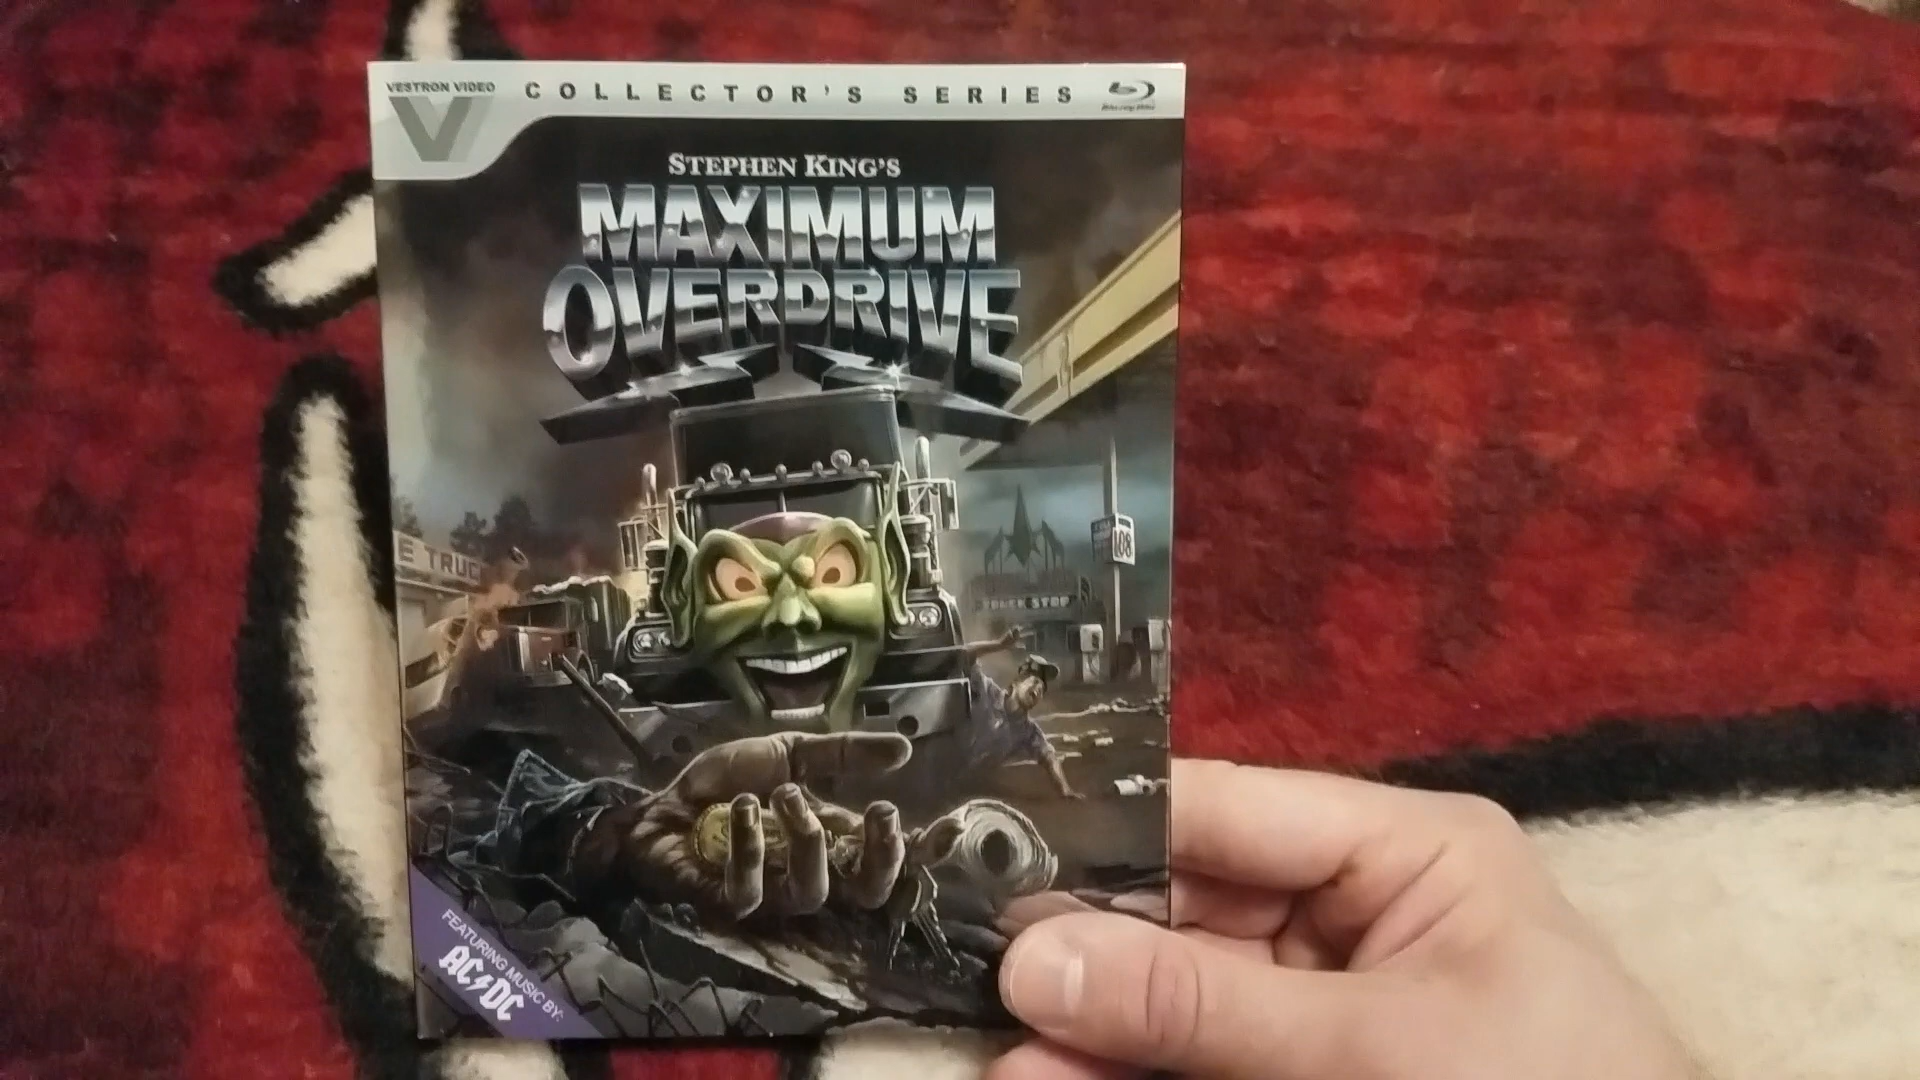 VESTRON VIDEO
V
COLLECTOR'S SERIES
Blu-ray Disc
STEPHEN KING'S
MAXIMUM
OVERDRIVE
E TRUC
108
TRUCK STOP
FEATURING MUSIC BY:
AC⚡DC